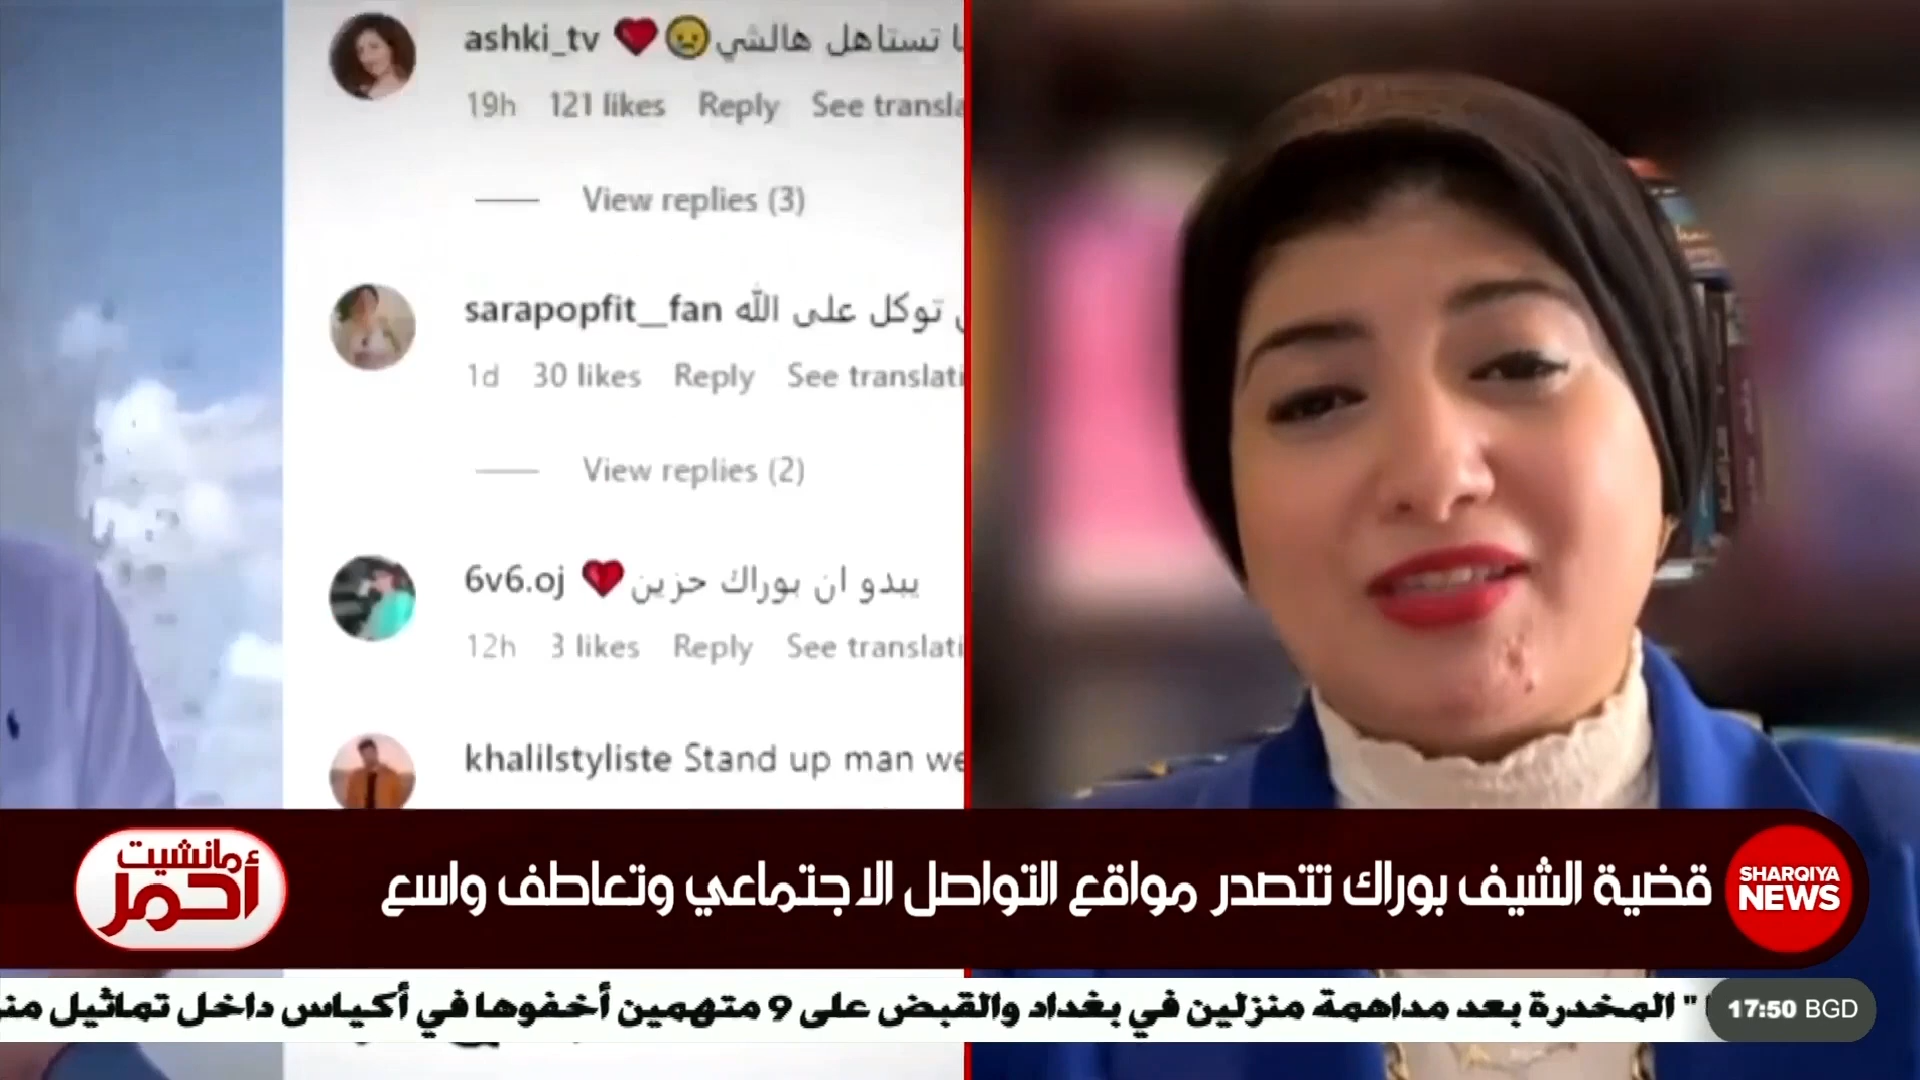 ashki_tv ❤️😢 تستاهل هالشي
19h 121 likes Reply See transla
View replies (3)
sarapopfit__fan توكل على الله
1d 30 likes Reply See translati
View replies (2)
6v6.oj ❤️ يبدو ان بوراك حزين
12h 3 likes Reply See translati
khalilstyliste Stand up man we
قضية الشيف بوراك تتصدر مواقع التواصل الاجتماعي وتعاطف واسع
SHARQIYA
NEWS
مانشيت
أحمر
" المخدرة بعد مداهمة منزلين في بغداد والقبض على 9 متهمين أخفوها في أكياس داخل تماثيل
17:50 BGD